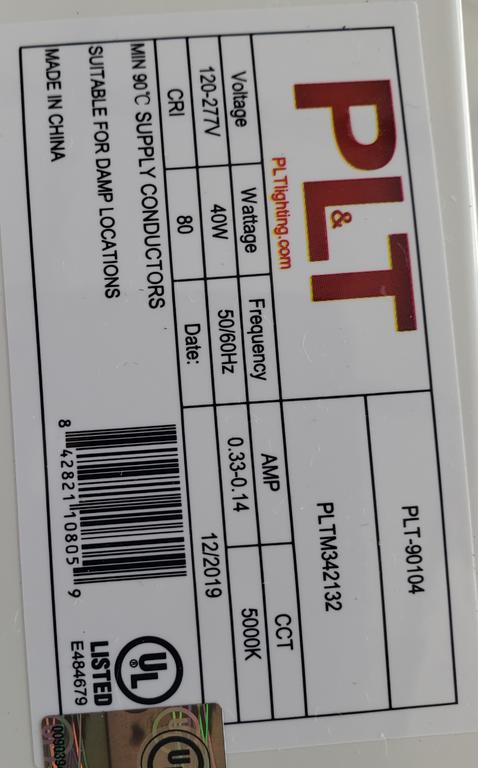 PL&T
PLTlighting.com
PLT-90104
PLTM342132
Voltage Wattage Frequency AMP CCT
120-277V 40W 50/60Hz 0.33-0.14 5000K
CRI 80 Date: 12/2019
MIN 90℃ SUPPLY CONDUCTORS
SUITABLE FOR DAMP LOCATIONS
MADE IN CHINA
8 42821 10805 9
UL
®
LISTED
E484679